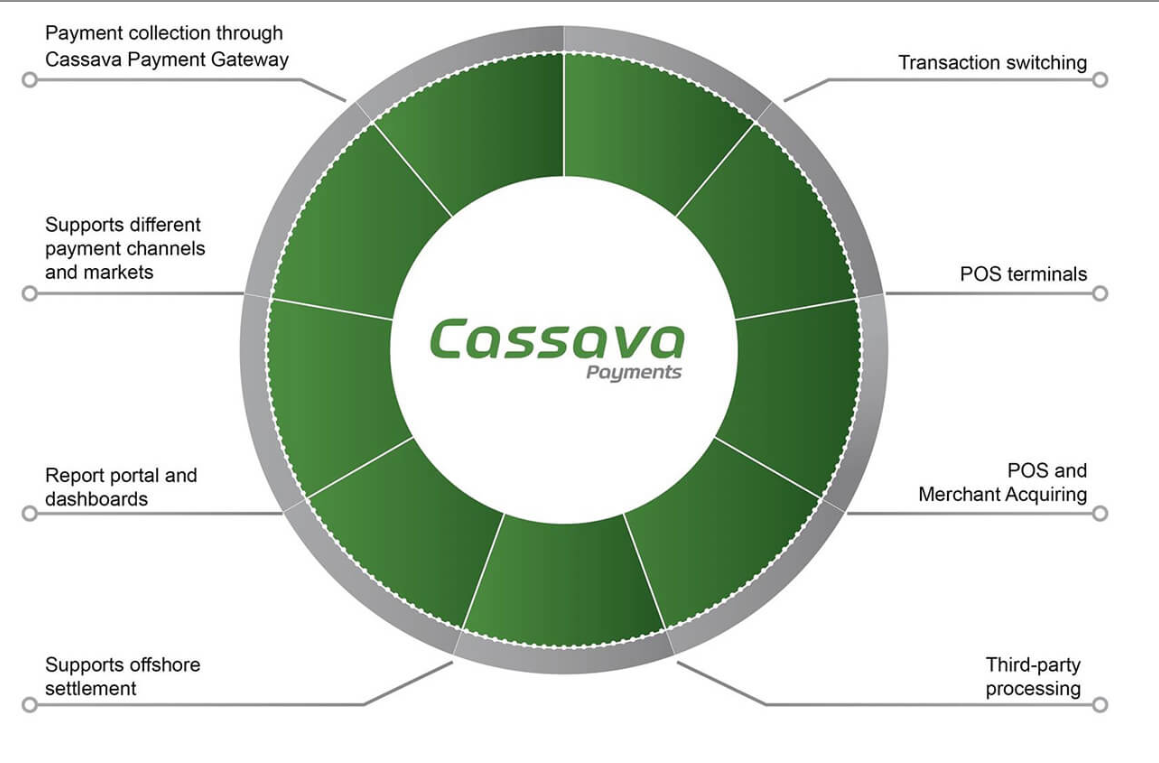 Payment collection through
Cassava Payment Gateway
Transaction switching
Supports different
payment channels
and markets
POS terminals
Cassava
Payments
Report portal and
dashboards
POS and
Merchant Acquiring
Supports offshore
settlement
Third-party
processing